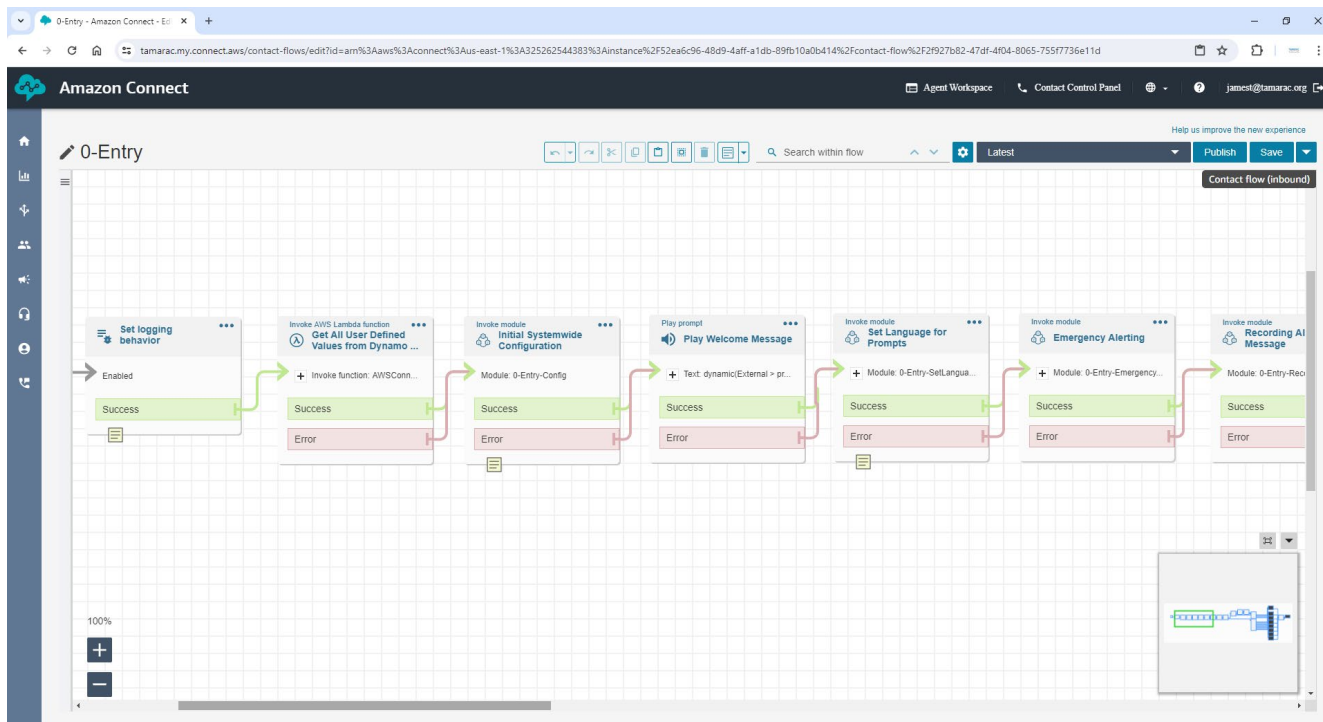 0-Entry - Amazon Connect - Ed
tamarac.my.connect.aws/contact-flows/edit?id=arn%3Aaws%3Aconnect%3Aus-east-1%3A325262544383%3Ainstance%2F52ea6c96-48d9-4aff-a1db-89fb10a0b414%2Fcontact-flow%2F2f927b82-47df-4f04-8065-755f7736e11d
Amazon Connect
Agent Workspace
Contact Control Panel
jamest@tamarac.org
Help us improve the new experience
0-Entry
Search within flow
Latest
Publish
Save
Contact flow (inbound)
Set logging
behavior
Enabled
Success
Invoke AWS Lambda function
Get All User Defined
Values from Dynamo ...
Invoke function: AWSConn...
Success
Error
Invoke module
Initial Systemwide
Configuration
Module: 0-Entry-Config
Success
Error
Play prompt
Play Welcome Message
Text: dynamic(External > pr...
Success
Error
Invoke module
Set Language for
Prompts
Module: 0-Entry-SetLangua...
Success
Error
Invoke module
Emergency Alerting
Module: 0-Entry-Emergency...
Success
Error
Invoke module
Recording Al
Message
Module: 0-Entry-Rec
Success
Error
100%